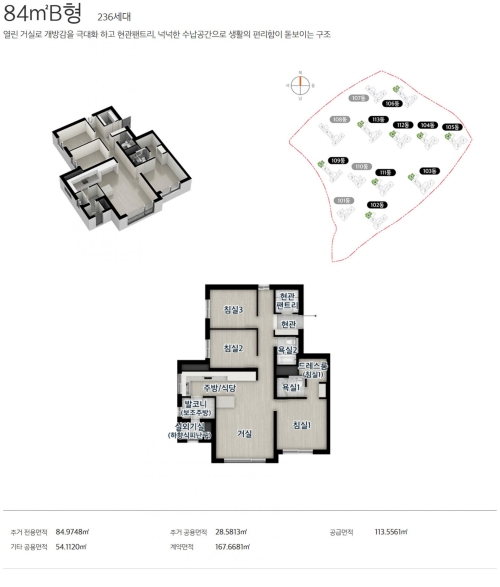 84㎡B형 236세대
열린 거실로 개방감을 극대화 하고 현관팬트리, 넉넉한 수납공간으로 생활의 편리함이 돋보이는 구조
107동
106동
108동
113동
112동
104동
105동
109동
110동
111동
103동
101동
102동
현관
팬트리
침실3
현관
침실2
욕실2
드레스룸
(침실1)
주방/식당
욕실1
발코니
(보조주방)
실외기실
(하향식피난구)
거실
침실1
주거 전용면적 84.9748㎡ 주거 공용면적 28.5813㎡ 공급면적 113.5561㎡
기타 공용면적 54.1120㎡ 계약면적 167.6681㎡